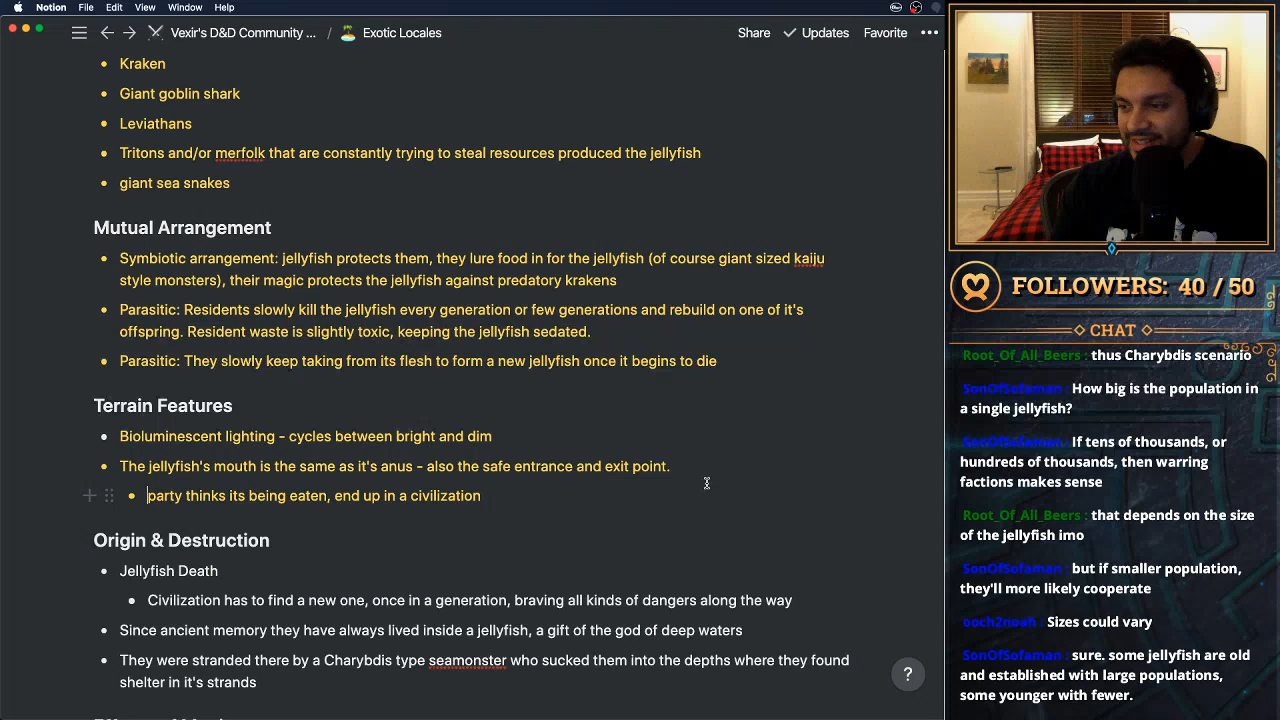 Notion File Edit View Window Help
Vexir's D&D Community ... / Exotic Locales Share Updates Favorite
Kraken
Giant goblin shark
Leviathans
Tritons and/or merfolk that are constantly trying to steal resources produced the jellyfish
giant sea snakes
Mutual Arrangement
Symbiotic arrangement: jellyfish protects them, they lure food in for the jellyfish (of course giant sized kaiju
style monsters), their magic protects the jellyfish against predatory krakens
Parasitic: Residents slowly kill the jellyfish every generation or few generations and rebuild on one of it's
offspring. Resident waste is slightly toxic, keeping the jellyfish sedated.
Parasitic: They slowly keep taking from its flesh to form a new jellyfish once it begins to die
Terrain Features
Bioluminescent lighting - cycles between bright and dim
The jellyfish's mouth is the same as it's anus - also the safe entrance and exit point.
party thinks its being eaten, end up in a civilization
Origin & Destruction
Jellyfish Death
Civilization has to find a new one, once in a generation, braving all kinds of dangers along the way
Since ancient memory they have always lived inside a jellyfish, a gift of the god of deep waters
They were stranded there by a Charybdis type seamonster who sucked them into the depths where they found
shelter in it's strands
?
FOLLOWERS: 40 / 50
CHAT
Root_Of_All_Beers : thus Charybdis scenario
SonOfSofaman : How big is the population in
a single jellyfish?
SonOfSofaman : If tens of thousands, or
hundreds of thousands, then warring
factions makes sense
Root_Of_All_Beers : that depends on the size
of the jellyfish imo
SonOfSofaman : but if smaller population,
they'll more likely cooperate
ooch2noah : Sizes could vary
SonOfSofaman : sure. some jellyfish are old
and established with large populations,
some younger with fewer.